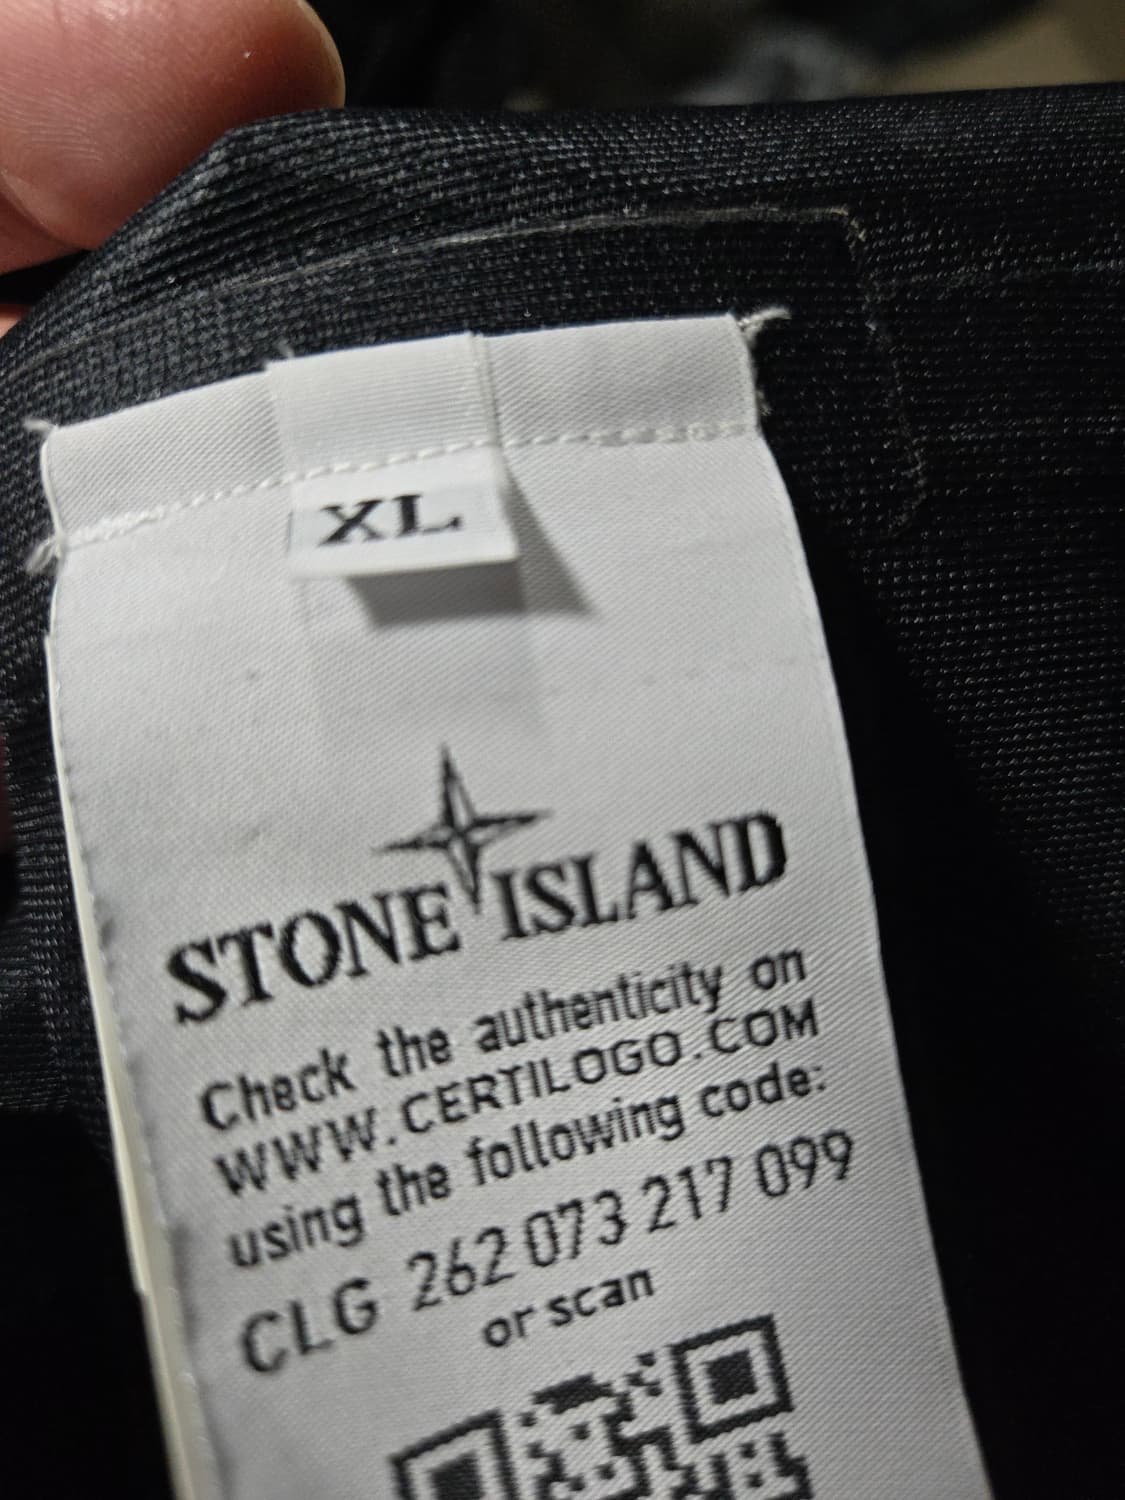 XL
STONE ISLAND
Check the authenticity on
WWW.CERTILOGO.COM
using the following code:
CLG 262 073 217 099
or scan